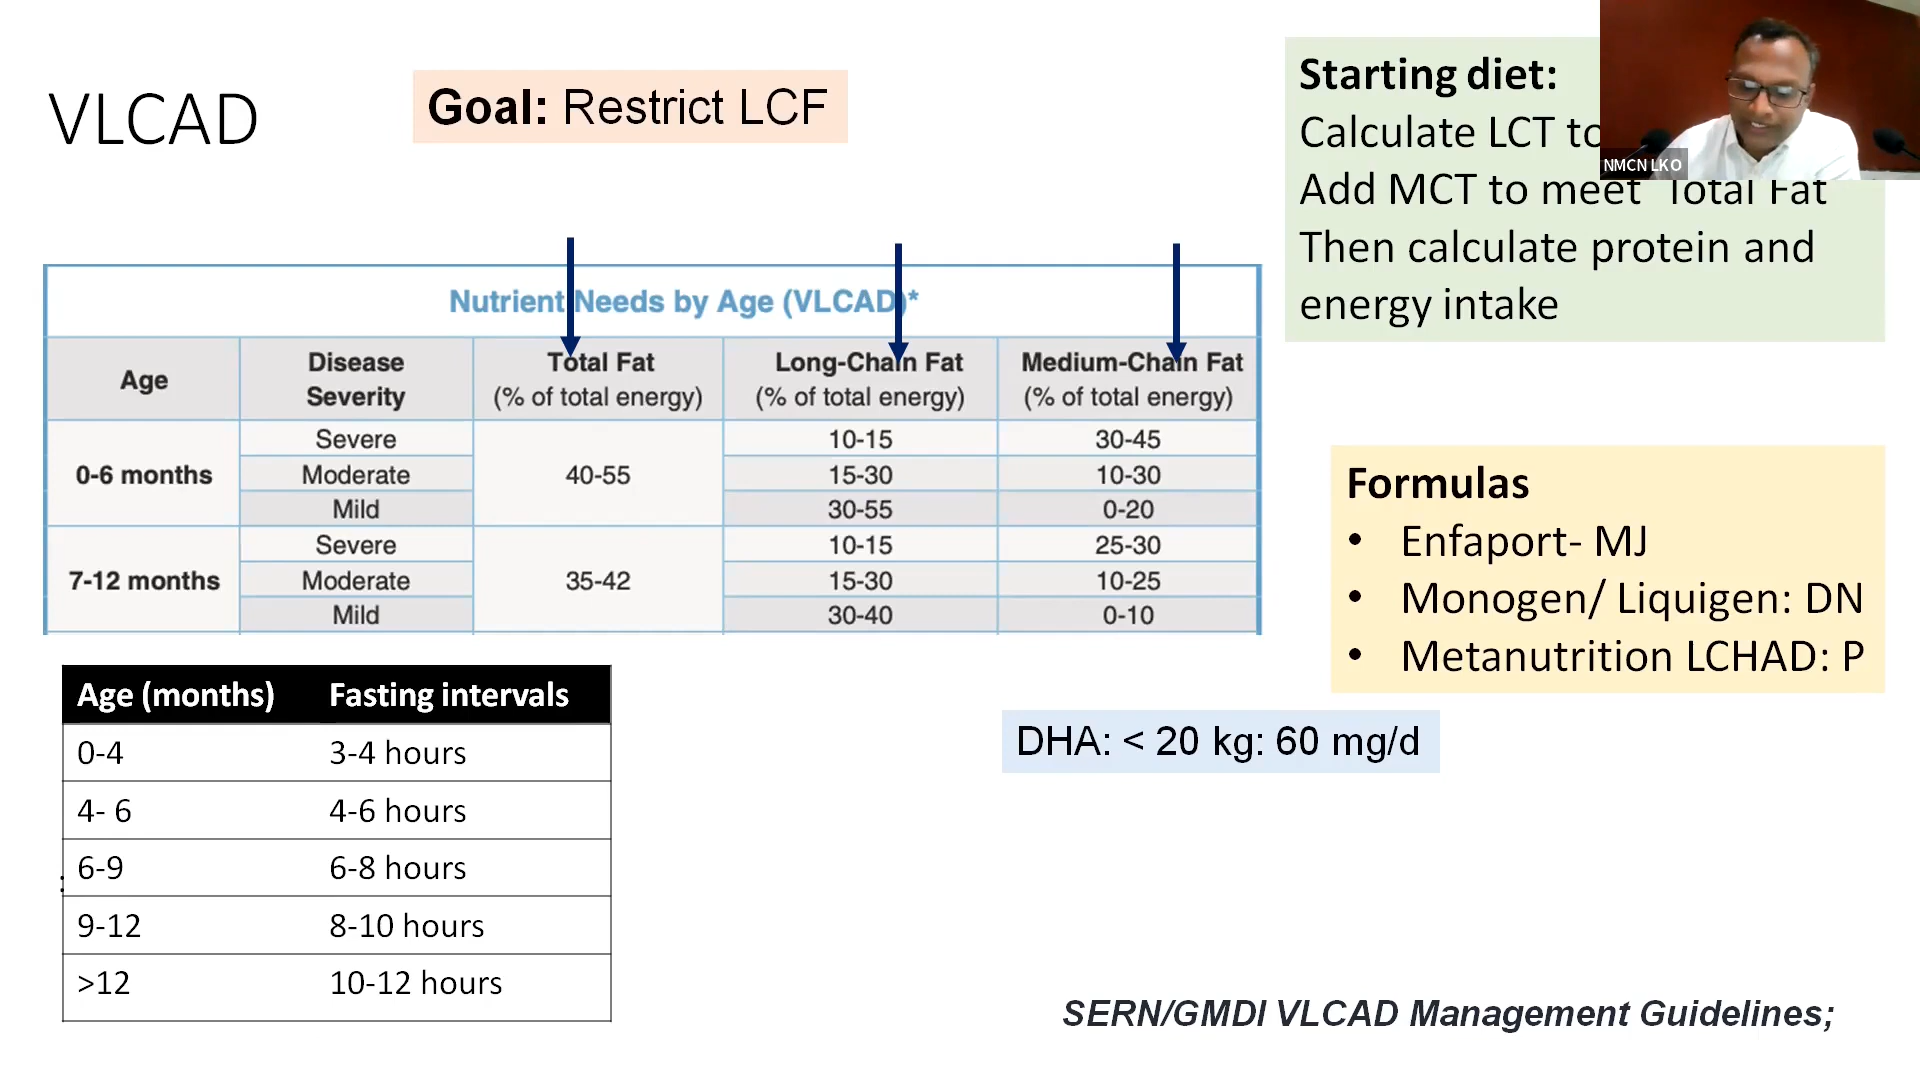 VLCAD
Goal: Restrict LCF
Starting diet:
Calculate LCT to
Add MCT to meet Total Fat
Then calculate protein and
energy intake
NMCN LKO
Nutrient Needs by Age (VLCAD)*
Age Disease Severity Total Fat (% of total energy) Long-Chain Fat (% of total energy) Medium-Chain Fat (% of total energy)
0-6 months Severe 40-55 10-15 30-45
Moderate 15-30 10-30
Mild 30-55 0-20
7-12 months Severe 35-42 10-15 25-30
Moderate 15-30 10-25
Mild 30-40 0-10
Formulas
• Enfaport- MJ
• Monogen/ Liquigen: DN
• Metanutrition LCHAD: P
Age (months) Fasting intervals
0-4 3-4 hours
4- 6 4-6 hours
: 6-9 6-8 hours
9-12 8-10 hours
>12 10-12 hours
DHA: < 20 kg: 60 mg/d
SERN/GMDI VLCAD Management Guidelines;